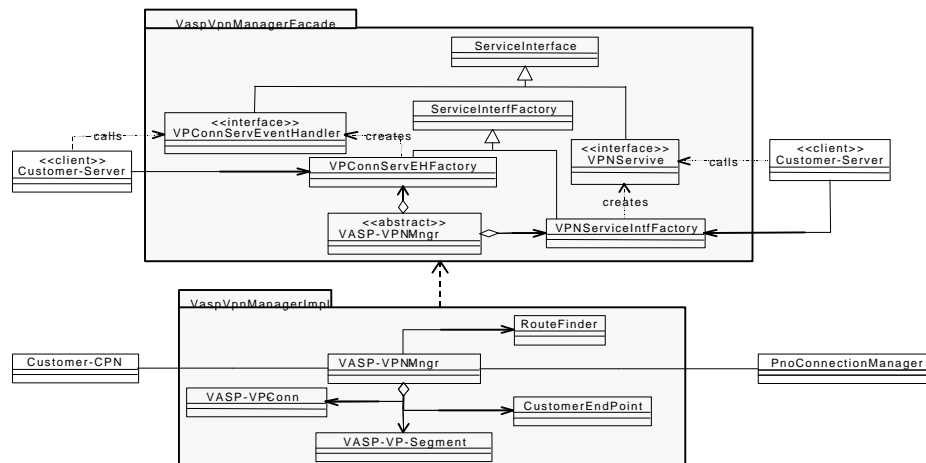 VaspVpnManagerFacade
ServiceInterface
ServiceInterfFactory
<<interface>>
VPConnServEventHandler
calls
creates
<<client>>
Customer-Server
VPConnServEHFactory
<<interface>>
VPNServive
calls
<<client>>
Customer-Server
creates
<<abstract>>
VASP-VPNMngr
VPNServiceIntfFactory
VaspVpnManagerImpl
RouteFinder
Customer-CPN
VASP-VPNMngr
PnoConnectionManager
VASP-VPConn
CustomerEndPoint
VASP-VP-Segment